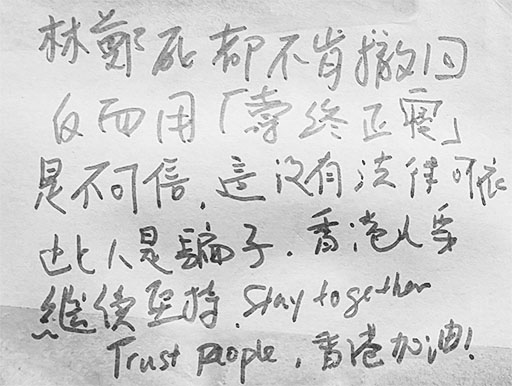 林鄭死都不肯撤回
反而用「壽終正寢」
是不可信，這沒有法律可依
此人是騙子，香港人要
繼續堅持，Stay together
Trust people，香港加油！